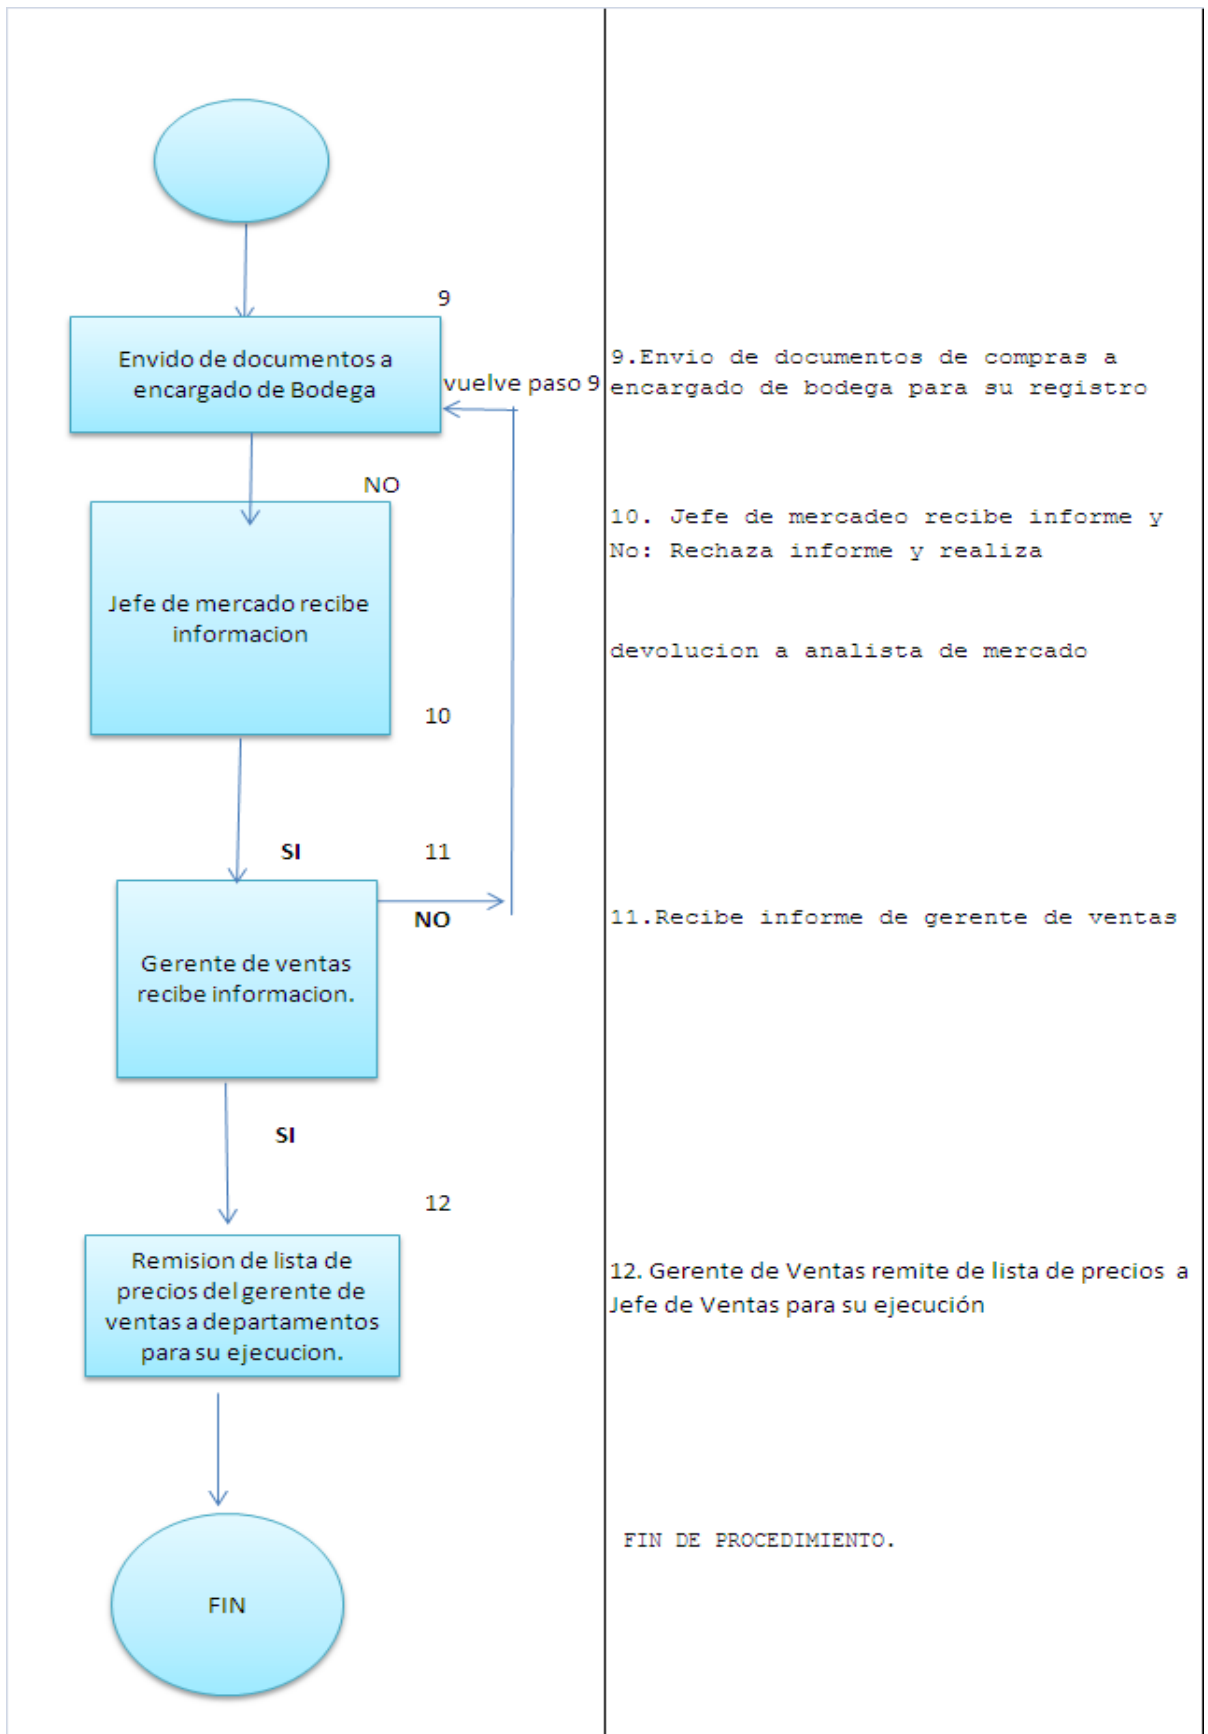 9
Envido de documentos a
encargado de Bodega
vuelve paso 9
NO
Jefe de mercado recibe
informacion
10
SI
11
NO
Gerente de ventas
recibe informacion.
SI
12
Remision de lista de
precios del gerente de
ventas a departamentos
para su ejecucion.
FIN
9.Envio de documentos de compras a
encargado de bodega para su registro
10. Jefe de mercadeo recibe informe y
No: Rechaza informe y realiza
devolucion a analista de mercado
11.Recibe informe de gerente de ventas
12. Gerente de Ventas remite de lista de precios a
Jefe de Ventas para su ejecución
FIN DE PROCEDIMIENTO.